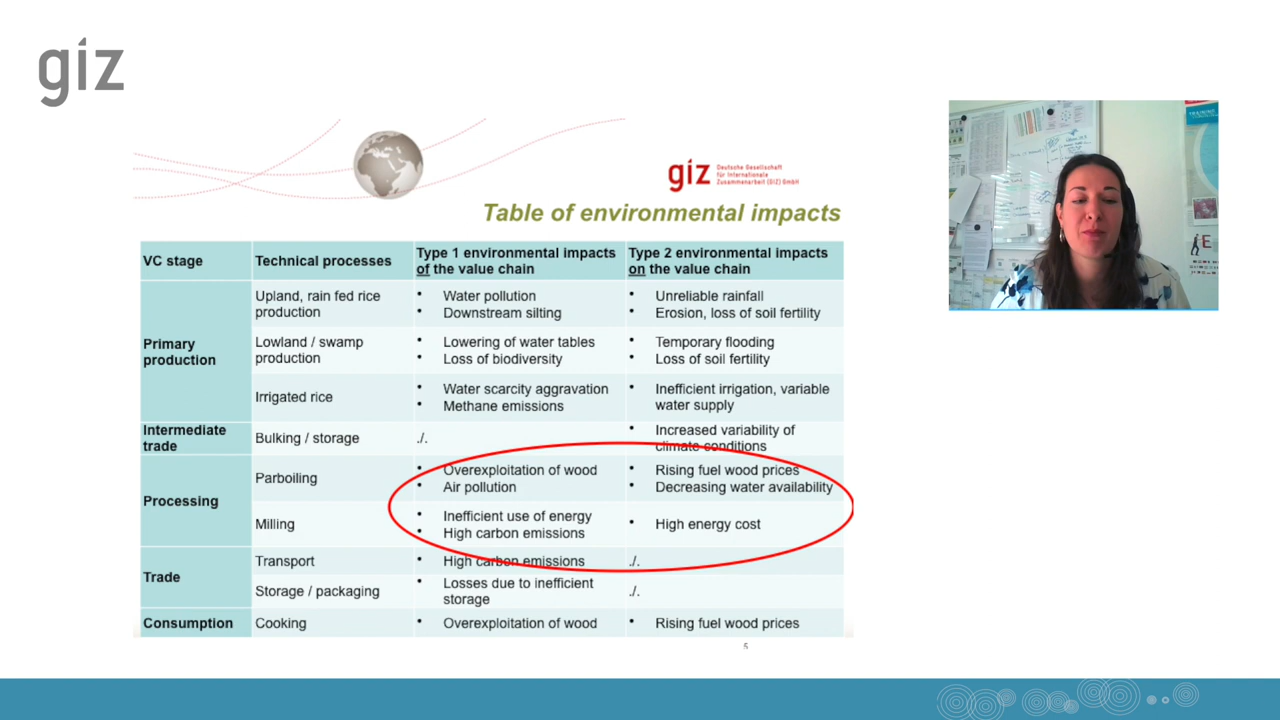 giz
giz
Deutsche Gesellschaft
für Internationale
Zusammenarbeit (GIZ) GmbH
Table of environmental impacts
VC stage
Technical processes
Type 1 environmental impacts
of the value chain
Type 2 environmental impacts
on the value chain
Primary
production
Upland, rain fed rice
production
• Water pollution
• Downstream silting
• Unreliable rainfall
• Erosion, loss of soil fertility
Lowland / swamp
production
• Lowering of water tables
• Loss of biodiversity
• Temporary flooding
• Loss of soil fertility
Irrigated rice
• Water scarcity aggravation
• Methane emissions
• Inefficient irrigation, variable
water supply
Intermediate
trade
Bulking / storage
./.
• Increased variability of
climate conditions
Processing
Parboiling
• Overexploitation of wood
• Air pollution
• Rising fuel wood prices
• Decreasing water availability
Milling
• Inefficient use of energy
• High carbon emissions
• High energy cost
Trade
Transport
• High carbon emissions
./.
Storage / packaging
• Losses due to inefficient
storage
./.
Consumption
Cooking
• Overexploitation of wood
• Rising fuel wood prices
5